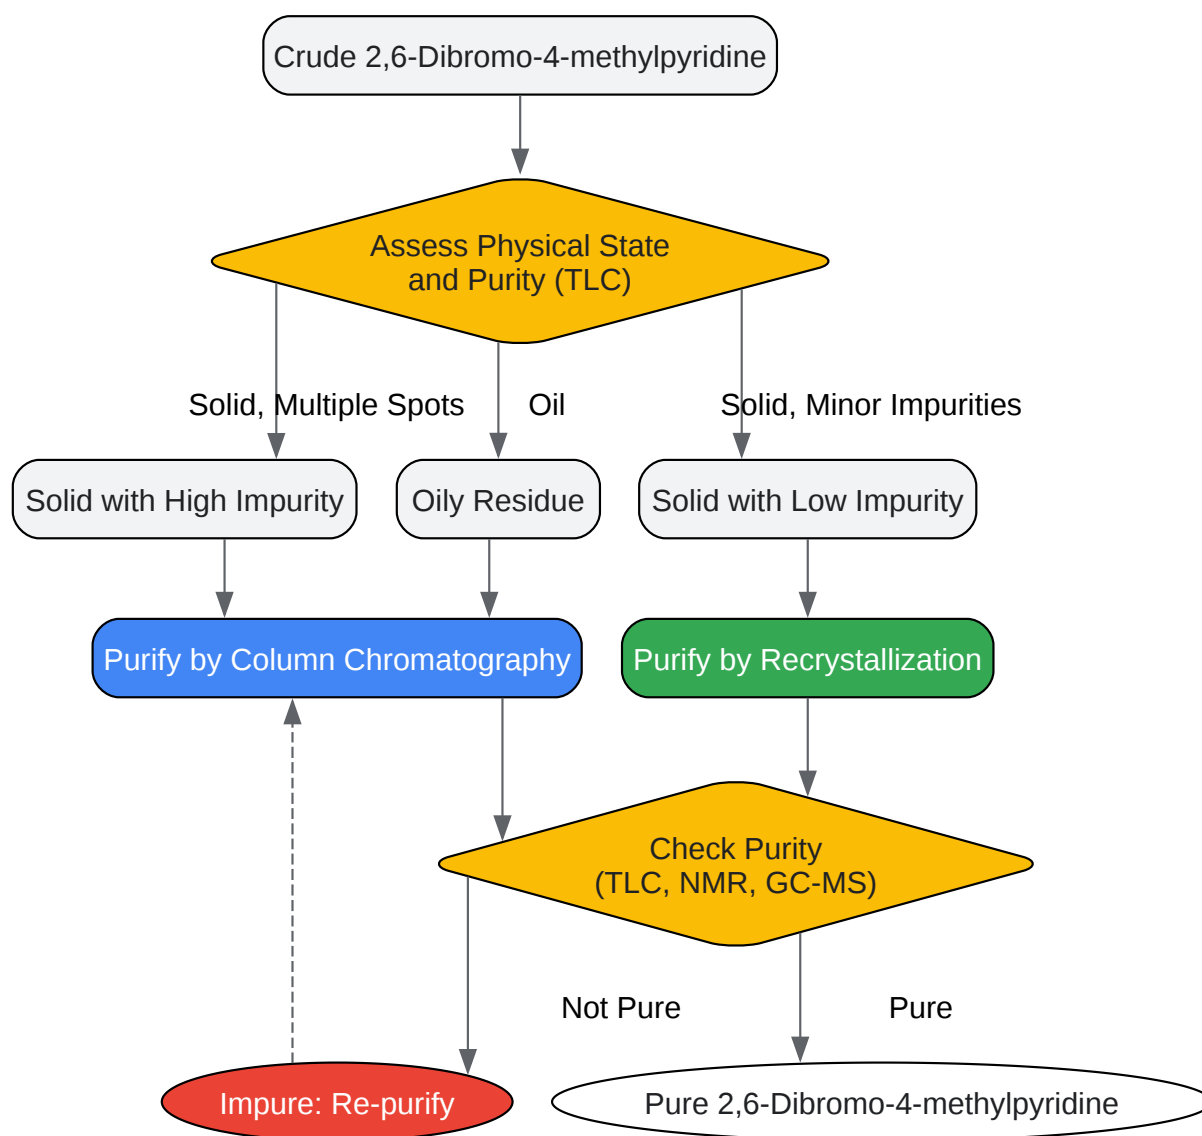 Crude 2,6-Dibromo-4-methylpyridine
Assess Physical State
and Purity (TLC)
Solid, Multiple Spots
Oil
Solid, Minor Impurities
Solid with High Impurity
Oily Residue
Solid with Low Impurity
Purify by Column Chromatography
Purify by Recrystallization
Check Purity
(TLC, NMR, GC-MS)
Not Pure
Pure
Impure: Re-purify
Pure 2,6-Dibromo-4-methylpyridine